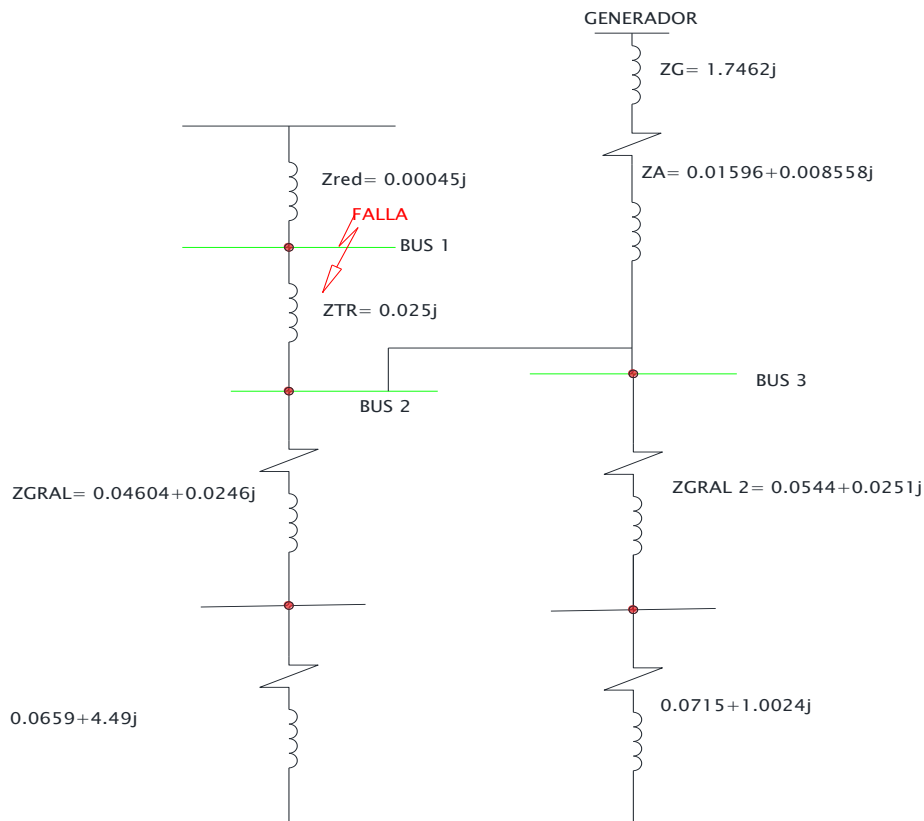 GENERADOR
ZG= 1.7462j
ZA= 0.01596+0.008558j
Zred= 0.00045j
FALLA
BUS 1
ZTR= 0.025j
BUS 2
BUS 3
ZGRAL= 0.04604+0.0246j
ZGRAL 2= 0.0544+0.0251j
0.0659+4.49j
0.0715+1.0024j